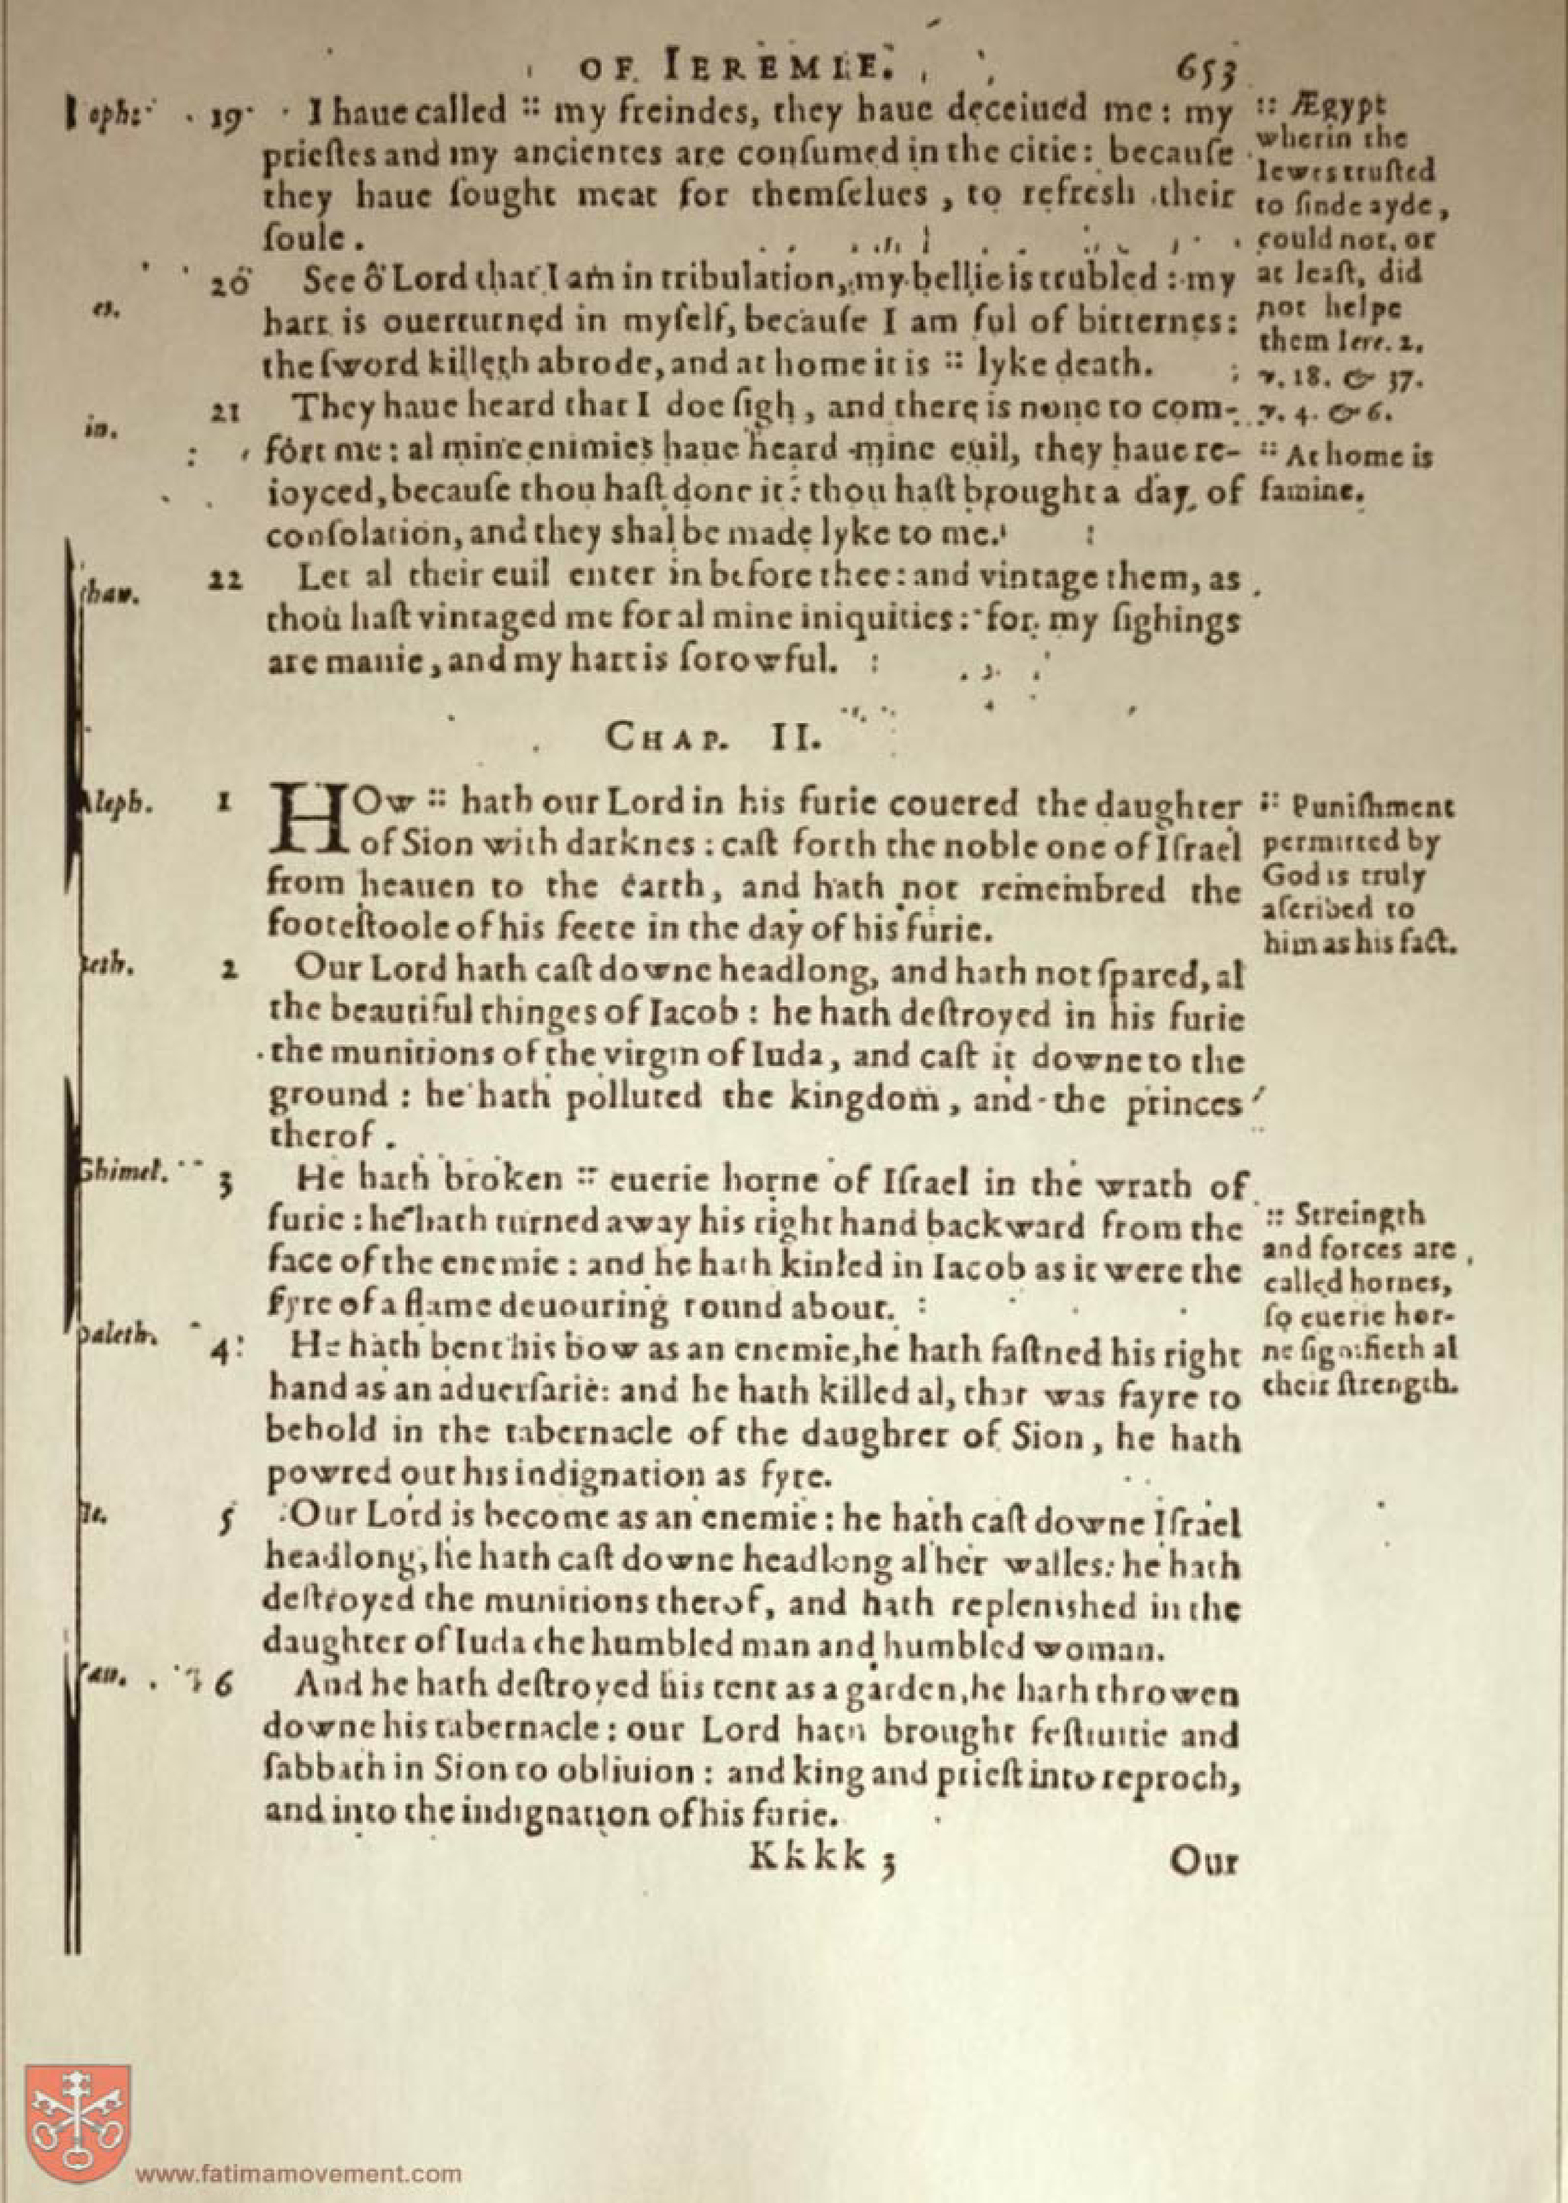 OF IEREMIE. 653
oph: 19 I haue called :: my freindes, they haue deceiued me: my
prieſtes and my ancientes are conſumed in the citie: becauſe
they haue ſought meat for themſelues, to refresh their
ſoule.
:: Ægypt
wherin the
Iewes truſted
to finde ayde,
could not, or
at leaſt, did
not helpe
them Iere. 2.
v. 18. & 37.
v. 4. & 6.
es. 20 See ô Lord that I am in tribulation, my bellie is trubled: my
hart is ouerturned in myſelf, becauſe I am ful of bitternes:
the ſword killeth abrode, and at home it is :: lyke death.
in. 21 They haue heard that I doe ſigh, and there is none to com-
fort me: al mine enimies haue heard mine euil, they haue re-
ioyced, becauſe thou haſt done it: thou haſt brought a day of
conſolation, and they shal be made lyke to me.
:: At home is
famine.
thau. 22 Let al their euil enter in before thee: and vintage them, as
thou haſt vintaged me for al mine iniquities: for my ſighings
are manie, and my hart is ſorowful.
CHAP. II.
Aleph. 1 HOw :: hath our Lord in his furie couered the daughter
of Sion with darknes: caſt forth the noble one of Iſrael
from heauen to the earth, and hath not remembred the
footeſtoole of his feete in the day of his furie.
:: Puniſhment
permitted by
God is truly
aſcribed to
him as his fact.
Beth. 2 Our Lord hath caſt downe headlong, and hath not ſpared, al
the beautiful thinges of Iacob: he hath deſtroyed in his furie
the munitions of the virgin of Iuda, and caſt it downe to the
ground: he hath polluted the kingdom, and the princes
therof.
Ghimel. 3 He hath broken :: euerie horne of Iſrael in the wrath of
furie: he hath turned away his right hand backward from the
face of the enemie: and he hath kinled in Iacob as it were the
fyre of a flame deuouring round about.
:: Streingth
and forces are
called hornes,
ſo euerie hor-
ne ſignifieth al
their ſtrength.
Daleth. 4 He hath bent his bow as an enemie, he hath faſtned his right
hand as an aduerſarie: and he hath killed al, that was fayre to
behold in the tabernacle of the daughter of Sion, he hath
powred out his indignation as fyre.
He. 5 Our Lord is become as an enemie: he hath caſt downe Iſrael
headlong, he hath caſt downe headlong al her walles: he hath
deſtroyed the munitions therof, and hath replenished in the
daughter of Iuda the humbled man and humbled woman.
Vau. 6 And he hath deſtroyed his tent as a garden, he hath throwen
downe his tabernacle: our Lord hath brought feſtiuitie and
ſabbath in Sion to obliuion: and king and prieſt into reproch,
and into the indignation of his furie.
Kkkk 3 Our
www.fatimamovement.com